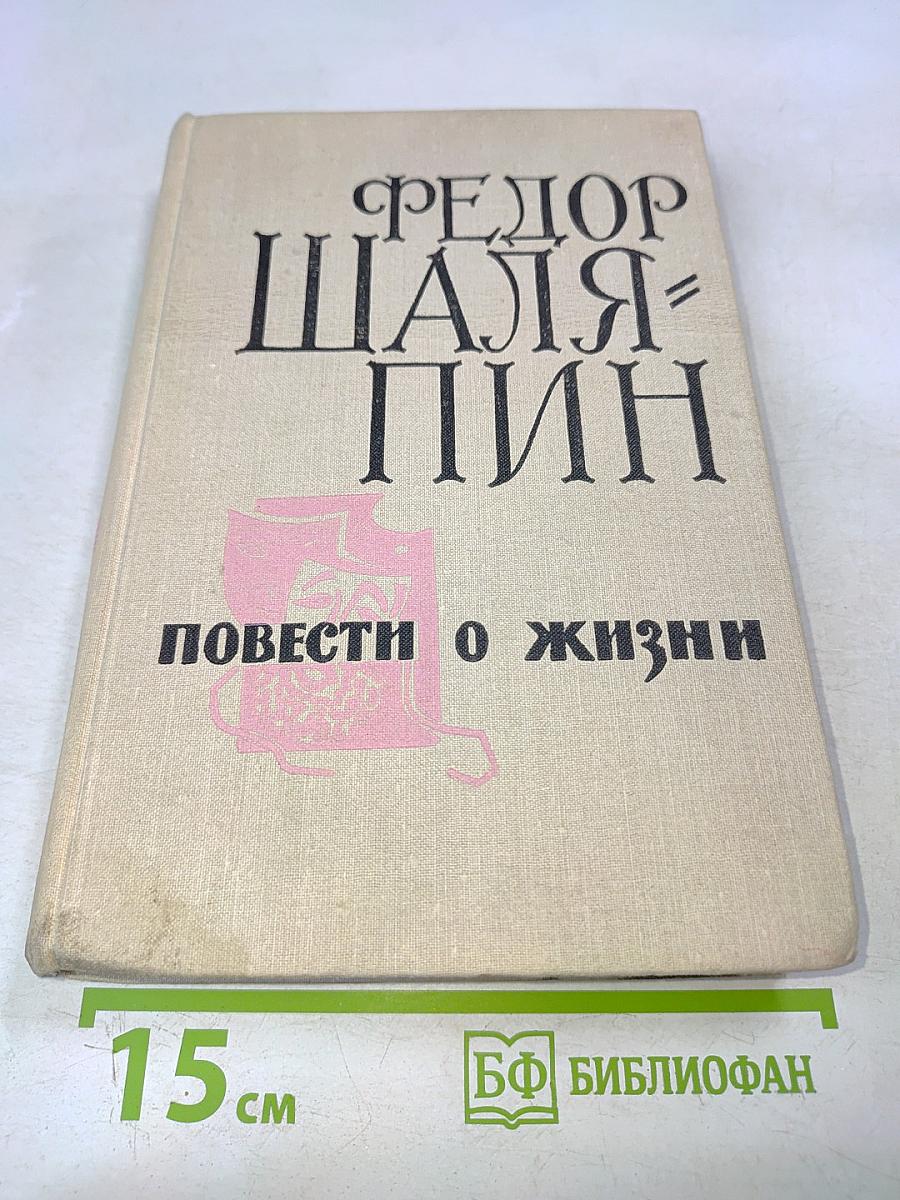 ФЕДОР
ШАЛЯ=
ПИН
ПОВЕСТИ О ЖИЗНИ
15 см
БФ БИБЛИОФАН